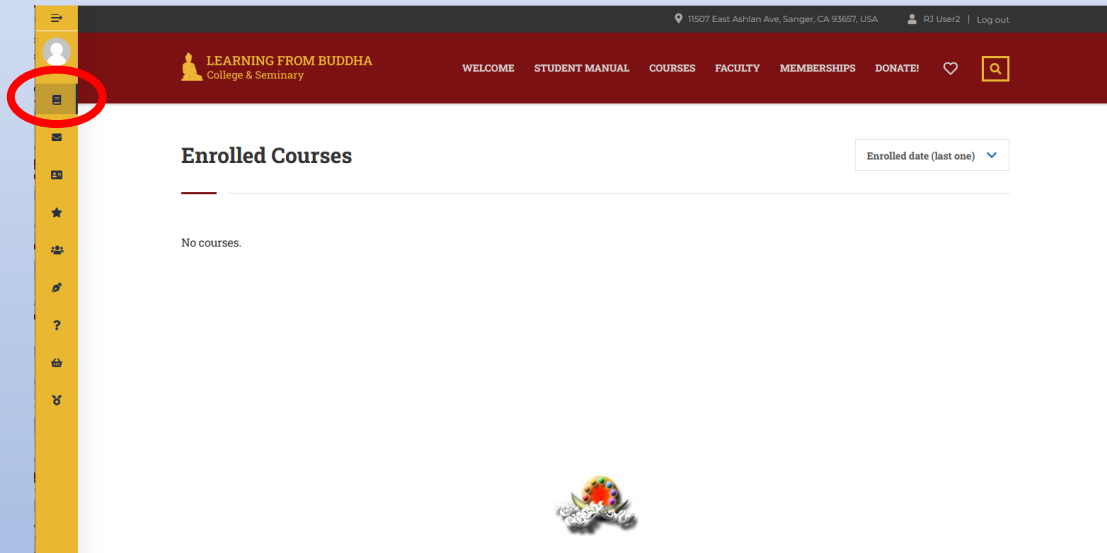 11507 East Ashlan Ave, Sanger, CA 93657, USA RJ User2 | Log out
LEARNING FROM BUDDHA
College & Seminary
WELCOME STUDENT MANUAL COURSES FACULTY MEMBERSHIPS DONATE!
Enrolled Courses
Enrolled date (last one)
No courses.